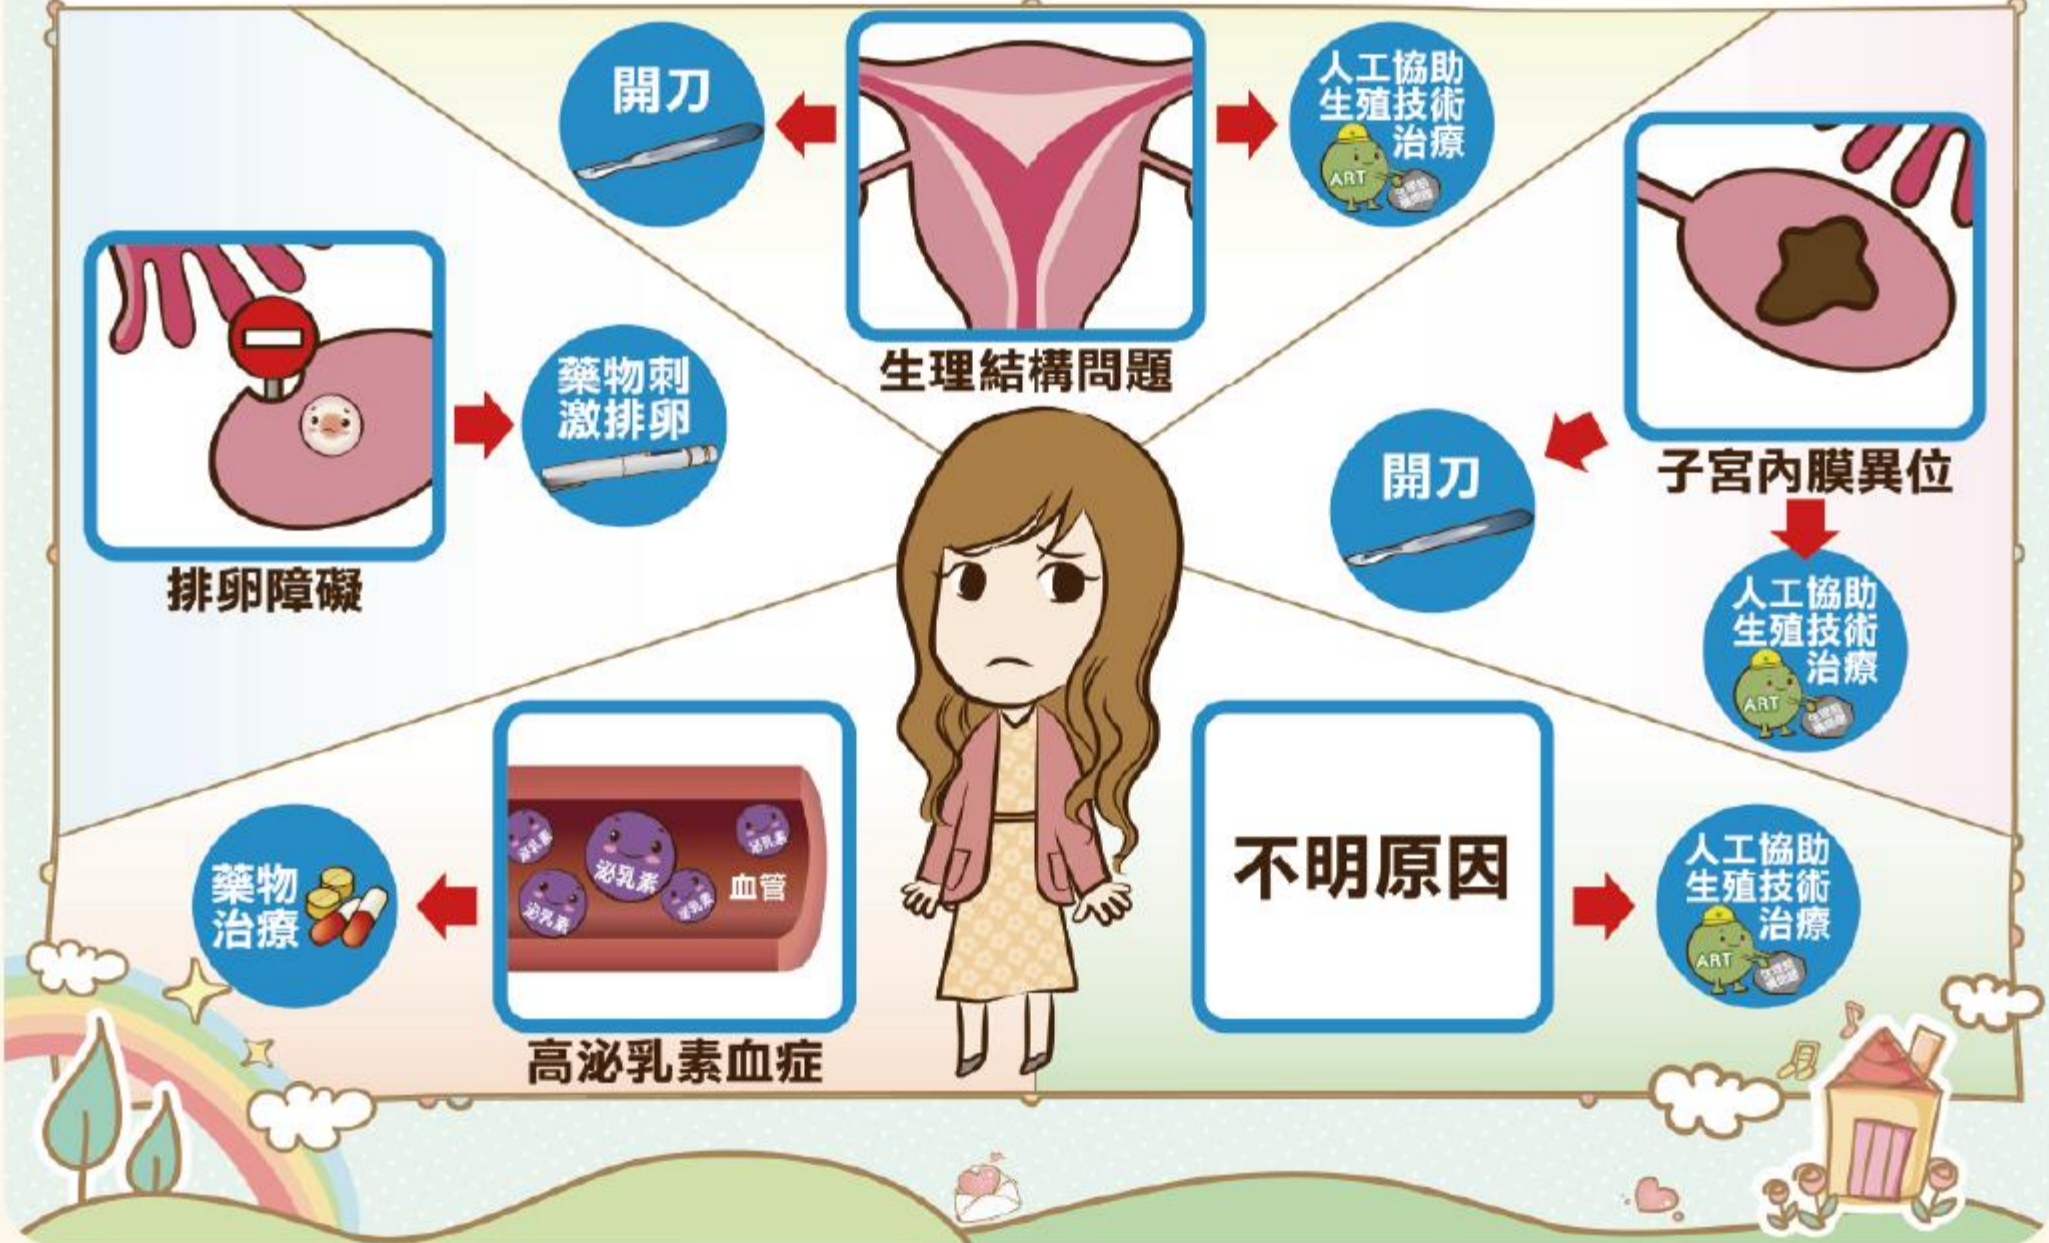 開刀
人工協助
生殖技術
治療
ART
生理結構問題
藥物刺
激排卵
排卵障礙
開刀
子宮內膜異位
人工協助
生殖技術
治療
ART
泌乳素
泌乳素
泌乳素
泌乳素
泌乳素
血管
藥物
治療
高泌乳素血症
不明原因
人工協助
生殖技術
治療
ART